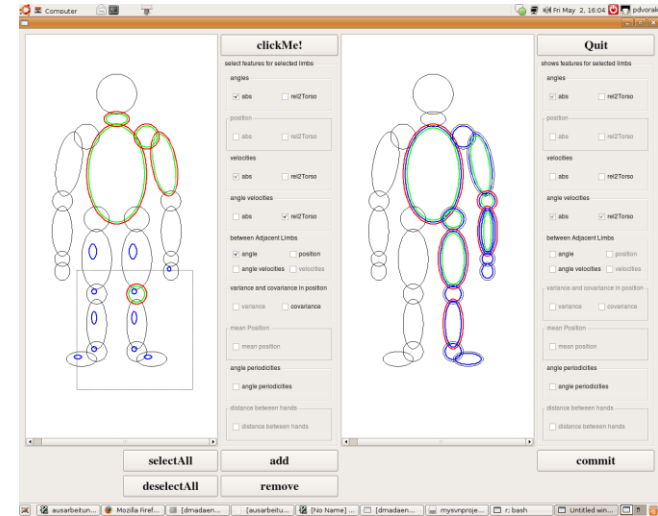 Computer
Fri May 2, 16:04
pdvorak
clickMe!
select features for selected limbs
angles
abs
rel2Torso
position
abs
rel2Torso
velocities
abs
rel2Torso
angle velocities
abs
rel2Torso
between Adjacent Limbs
angle
position
angle velocities
velocities
variance and covariance in position
variance
covariance
mean Position
mean position
angle periodicities
angle periodicities
distance between hands
distance between hands
Quit
shows features for selected limbs
angles
abs
rel2Torso
position
abs
rel2Torso
velocities
abs
rel2Torso
angle velocities
abs
rel2Torso
between Adjacent Limbs
angle
position
angle velocities
velocities
variance and covariance in position
variance
covariance
mean Position
mean position
angle periodicities
angle periodicities
distance between hands
distance between hands
selectAll
add
commit
deselectAll
remove
ausarbeitun...
Mozilla Firef...
[dmadaen...
[ausarbeitu...
[No Name] ...
[dmadaen...
mysvnproje...
r: bash
Untitled win...